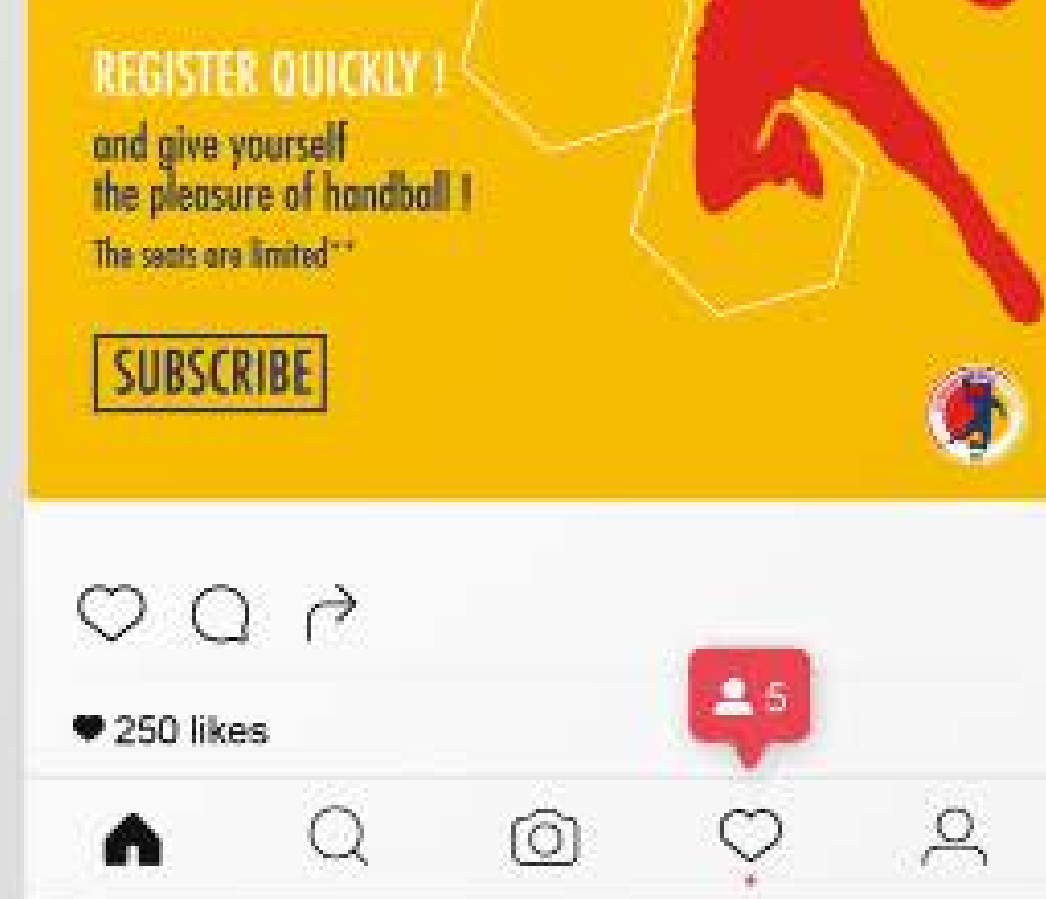 REGISTER QUICKLY !
and give yourself
the pleasure of handball !
The seats are limited**
SUBSCRIBE
250 likes
5